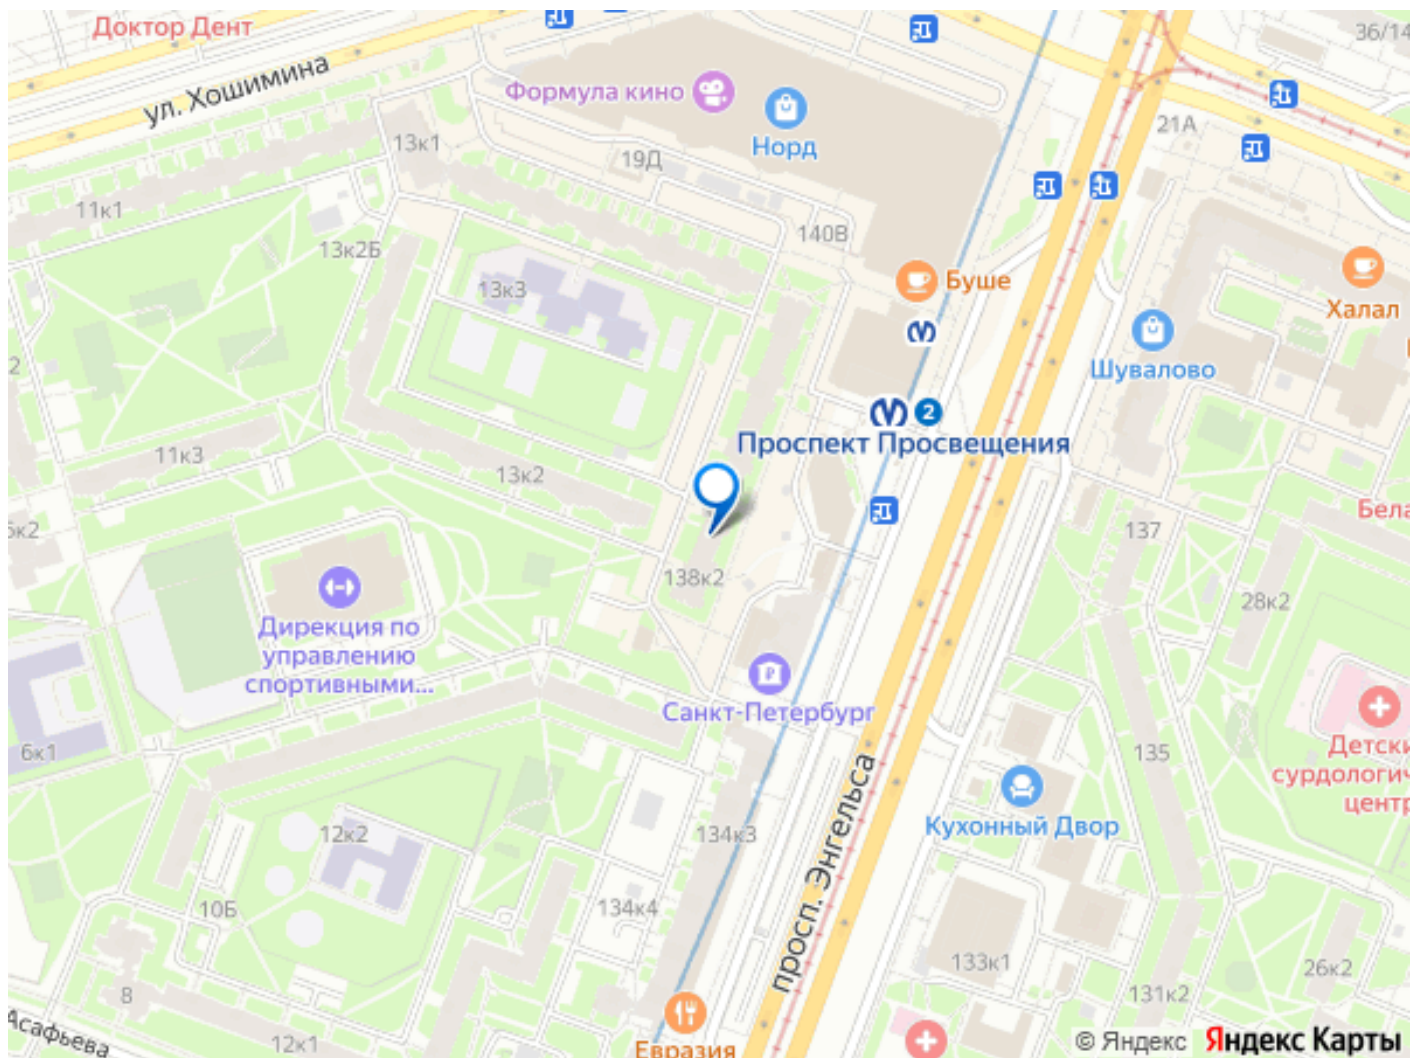 Доктор Дент
36/14
ул. Хошимина
Формула кино
Норд
21А
13к1
19Д
11к1
13к2Б
140В
13к3
Буше
Халал
Шувалово
2
Проспект Просвещения
11к3
13к2
Бела
137
138к2
28к2
Дирекция по
управлению
спортивными...
Санкт-Петербург
6к1
135
Детски
сурдологич
центр
Кухонный Двор
12к2
134к3
просп. Энгельса
10Б
134к4
133к1
26к2
8
131к2
Асафьева
12к1
Евразия
© Яндекс Яндекс Карты